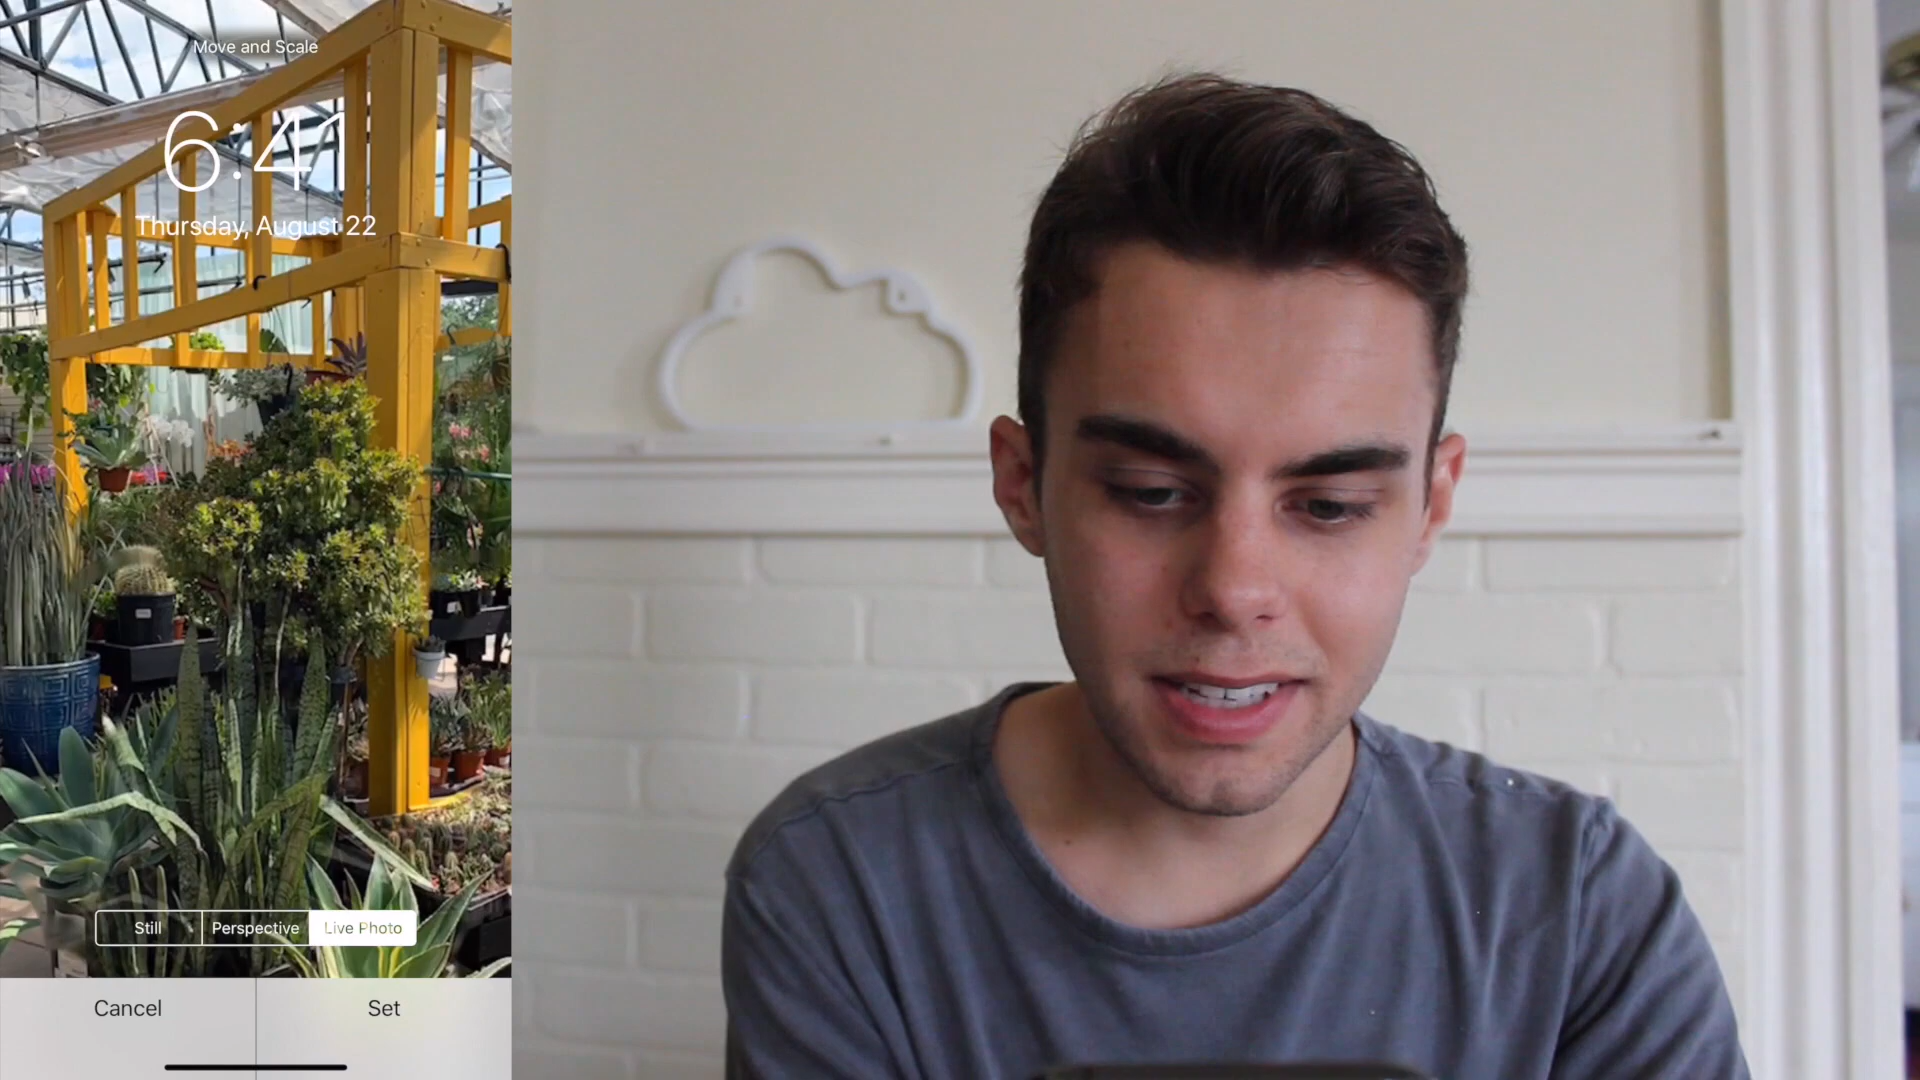 Move and Scale
6:41
Thursday, August 22
Still Perspective Live Photo
Cancel Set